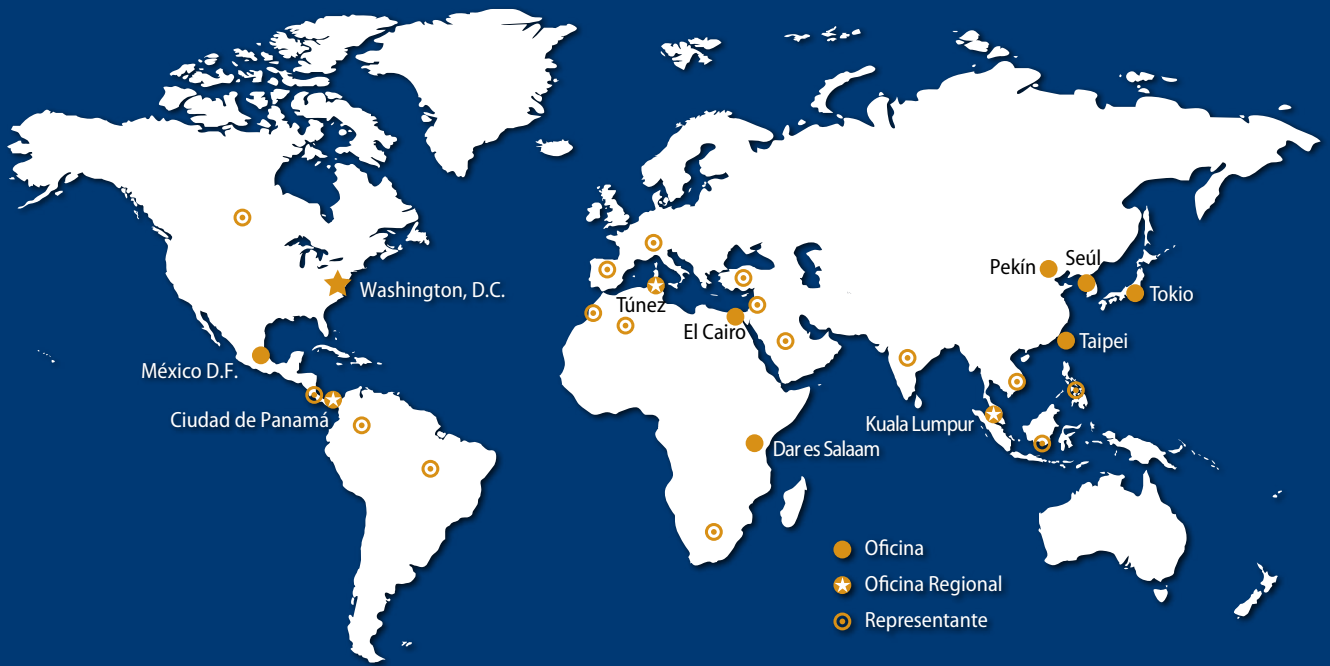 Seúl
Pekín
Washington, D.C.
Tokio
Túnez
El Cairo
Taipei
México D.F.
Ciudad de Panamá
Kuala Lumpur
Dar es Salaam
Oficina
Oficina Regional
Representante